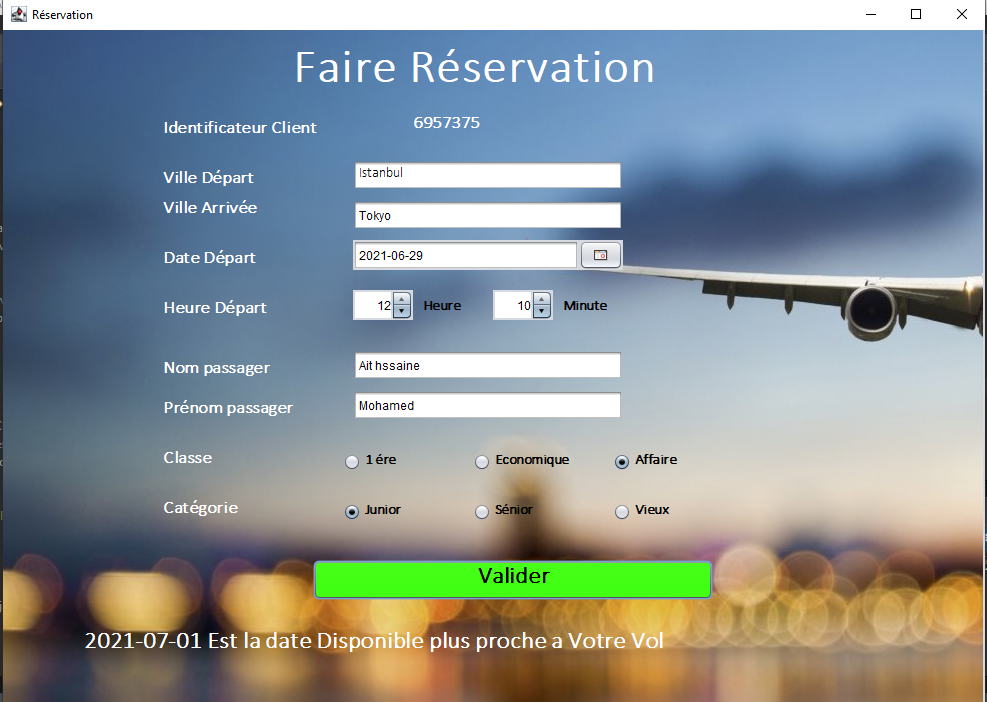 Réservation
Faire Réservation
Identificateur Client 6957375
Ville Départ Istanbul
Ville Arrivée Tokyo
Date Départ 2021-06-29
Heure Départ 12 Heure 10 Minute
Nom passager Ait hssaine
Prénom passager Mohamed
Classe 1 ére Economique Affaire
Catégorie Junior Sénior Vieux
Valider
2021-07-01 Est la date Disponible plus proche a Votre Vol